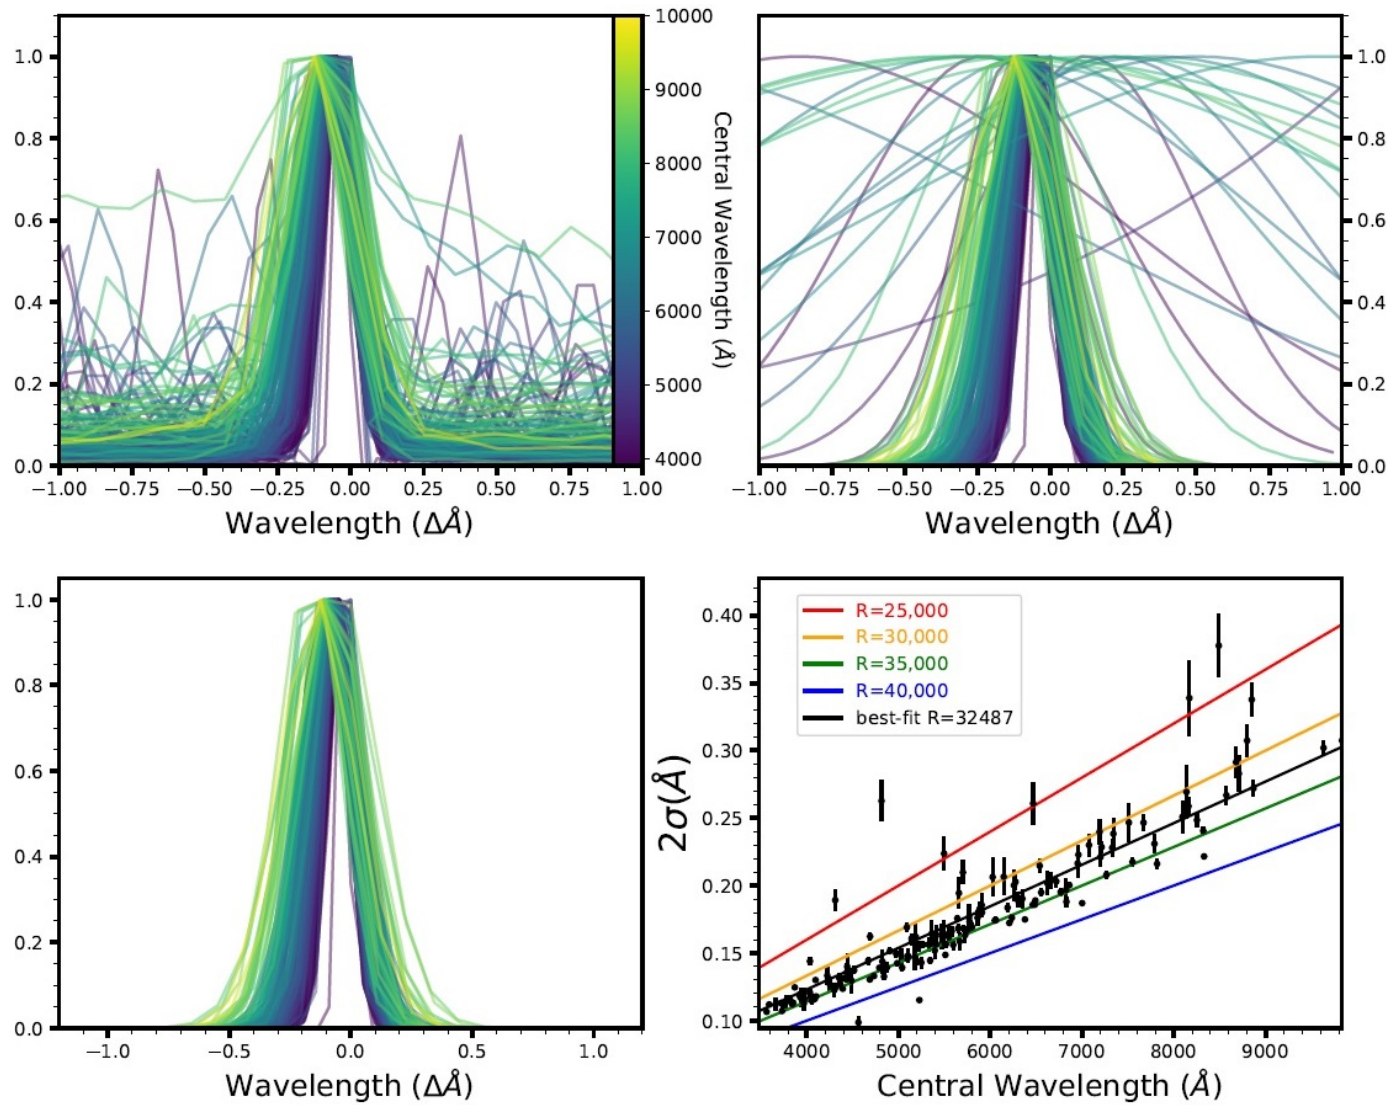 1.0
0.8
0.6
0.4
0.2
0.0
−1.00 −0.75 −0.50 −0.25 0.00 0.25 0.50 0.75 1.00
Wavelength (ΔÅ)
10000
9000
8000
7000
6000
5000
4000
Central Wavelength (Å)
1.0
0.8
0.6
0.4
0.2
0.0
−1.00 −0.75 −0.50 −0.25 0.00 0.25 0.50 0.75 1.00
Wavelength (ΔÅ)
1.0
0.8
0.6
0.4
0.2
0.0
−1.0 −0.5 0.0 0.5 1.0
Wavelength (ΔÅ)
2σ(Å)
0.40
0.35
0.30
0.25
0.20
0.15
0.10
R=25,000
R=30,000
R=35,000
R=40,000
best-fit R=32487
4000 5000 6000 7000 8000 9000
Central Wavelength (Å)